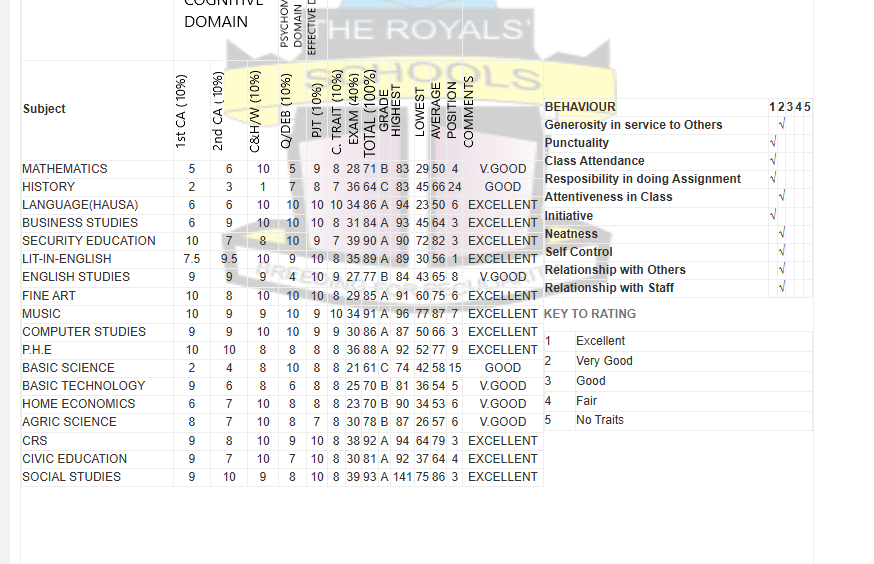 COGNITIVE
DOMAIN
PSYCHOM
DOMAIN
EFFECTIVE D
THE ROYALS'
SCHOOLS
Subject 1st CA (10%) 2nd CA (10%) C&H/W (10%) Q/DEB (10%) PJT (10%) C. TRAIT (10%) EXAM (40%) TOTAL (100%) GRADE HIGHEST LOWEST AVERAGE POSITION COMMENTS
MATHEMATICS 5 6 10 5 9 8 28 71 B 83 29 50 4 V.GOOD
HISTORY 2 3 1 7 8 7 36 64 C 83 45 66 24 GOOD
LANGUAGE(HAUSA) 6 6 10 10 10 10 34 86 A 94 23 50 6 EXCELLENT
BUSINESS STUDIES 6 9 10 10 10 8 31 84 A 93 45 64 3 EXCELLENT
SECURITY EDUCATION 10 7 8 10 9 7 39 90 A 90 72 82 3 EXCELLENT
LIT-IN-ENGLISH 7.5 9.5 10 9 10 8 35 89 A 89 30 56 1 EXCELLENT
ENGLISH STUDIES 9 9 9 4 10 9 27 77 B 84 43 65 8 V.GOOD
FINE ART 10 8 10 10 10 8 29 85 A 91 60 75 6 EXCELLENT
MUSIC 10 9 9 10 9 10 34 91 A 96 77 87 7 EXCELLENT
COMPUTER STUDIES 9 9 10 10 9 9 30 86 A 87 50 66 3 EXCELLENT
P.H.E 10 10 8 8 8 8 36 88 A 92 52 77 9 EXCELLENT
BASIC SCIENCE 2 4 8 10 8 8 21 61 C 74 42 58 15 GOOD
BASIC TECHNOLOGY 9 6 8 6 8 8 25 70 B 81 36 54 5 V.GOOD
HOME ECONOMICS 6 7 10 8 8 8 23 70 B 90 34 53 6 V.GOOD
AGRIC SCIENCE 8 7 10 8 7 8 30 78 B 87 26 57 6 V.GOOD
CRS 9 8 10 9 10 8 38 92 A 94 64 79 3 EXCELLENT
CIVIC EDUCATION 9 7 10 7 10 8 30 81 A 92 37 64 4 EXCELLENT
SOCIAL STUDIES 9 10 9 8 10 8 39 93 A 141 75 86 3 EXCELLENT
BEHAVIOUR 1 2 3 4 5
Generosity in service to Others √
Punctuality √
Class Attendance √
Resposibility in doing Assignment √
Attentiveness in Class √
Initiative √
Neatness √
Self Control √
Relationship with Others √
Relationship with Staff √
KEY TO RATING
1 Excellent
2 Very Good
3 Good
4 Fair
5 No Traits